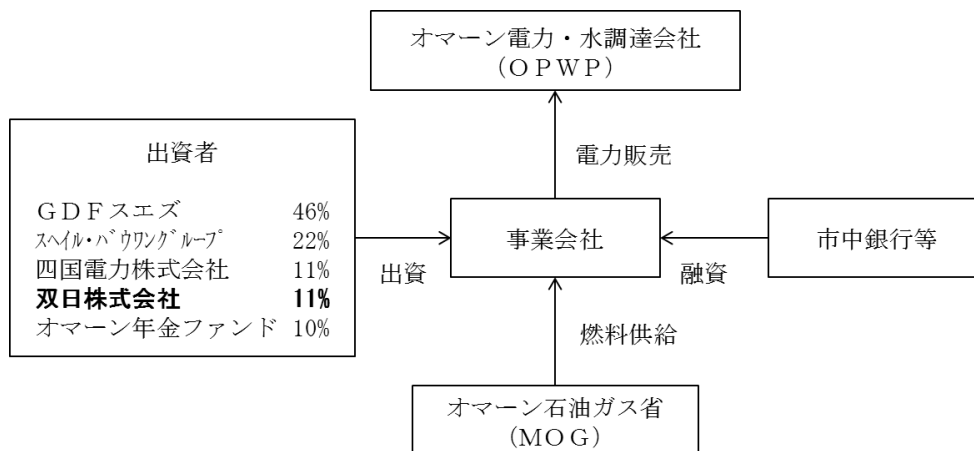 オマーン電力・水調達会社
（ＯＰＷＰ）
電力販売
出資者
ＧＤＦスエズ 46%
ｽﾍｲﾙ・ﾊﾞｳﾜﾝｸﾞﾙｰﾌﾟ 22%
四国電力株式会社 11%
双日株式会社 11%
オマーン年金ファンド 10%
出資
事業会社
融資
市中銀行等
燃料供給
オマーン石油ガス省
（ＭＯＧ）